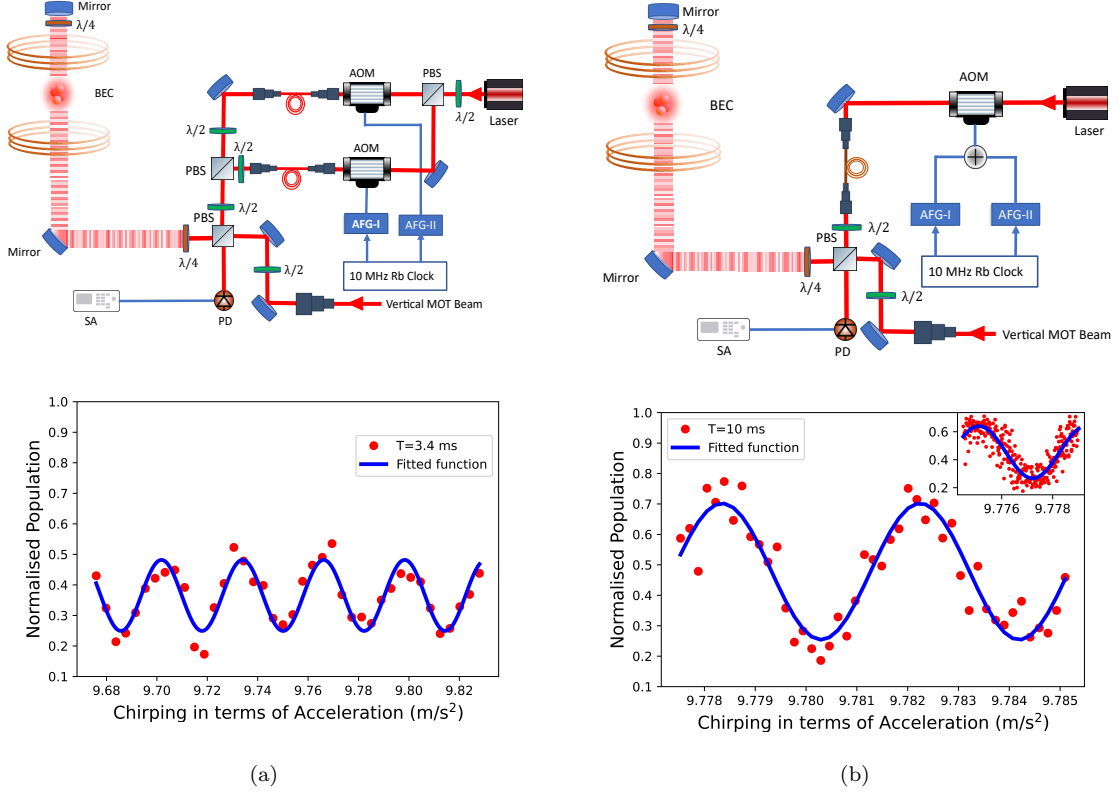 Mirror
λ/4
BEC
AOM
PBS
λ/2
Laser
λ/2
λ/2
PBS
AOM
λ/2
PBS
AFG-I
AFG-II
Mirror
λ/4
λ/2
10 MHz Rb Clock
Vertical MOT Beam
SA
PD
1.0
0.9
0.8
0.7
0.6
0.5
0.4
0.3
0.2
0.1
Normalised Population
T=3.4 ms
Fitted function
9.68 9.70 9.72 9.74 9.76 9.78 9.80 9.82
Chirping in terms of Acceleration (m/s²)
(a)
Mirror
λ/4
BEC
AOM
Laser
AFG-I
AFG-II
λ/2
PBS
10 MHz Rb Clock
Mirror
λ/4
λ/2
Vertical MOT Beam
SA
PD
1.0
0.9
0.8
0.7
0.6
0.5
0.4
0.3
0.2
0.1
Normalised Population
T=10 ms
Fitted function
0.6
0.4
0.2
9.776 9.778
9.778 9.779 9.780 9.781 9.782 9.783 9.784 9.785
Chirping in terms of Acceleration (m/s²)
(b)